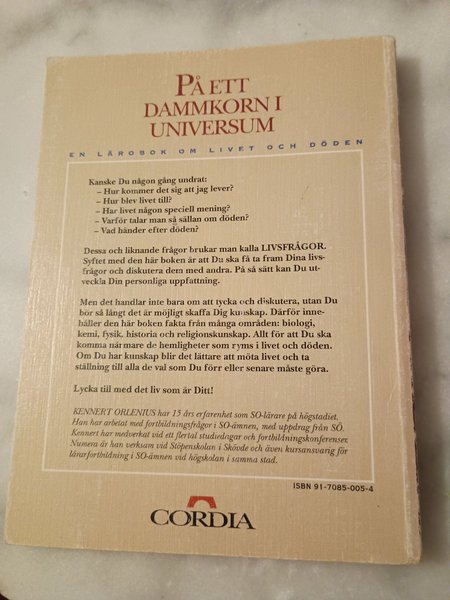 PÅ ETT
DAMMKORN I
UNIVERSUM
EN LÄROBOK OM LIVET OCH DÖDEN
Kanske Du någon gång undrat:
– Hur kommer det sig att jag lever?
– Hur blev livet till?
– Har livet någon speciell mening?
– Varför talar man så sällan om döden?
– Vad händer efter döden?
Dessa och liknande frågor brukar man kalla LIVSFRÅGOR.
Syftet med den här boken är att Du ska få ta fram Dina livs-
frågor och diskutera dem med andra. På så sätt kan Du ut-
veckla Din personliga uppfattning.
Men det handlar inte bara om att tycka och diskutera, utan Du
bör så långt det är möjligt skaffa Dig kunskap. Därför inne-
håller den här boken fakta från många områden: biologi,
kemi, fysik, historia och religionskunskap. Allt för att Du ska
komma närmare de hemligheter som ryms i livet och döden.
Om Du har kunskap blir det lättare att möta livet och ta
ställning till alla de val som Du förr eller senare måste göra.
Lycka till med det liv som är Ditt!
KENNERT ORLENIUS har 15 års erfarenhet som SO-lärare på högstadiet.
Han har arbetat med fortbildningsfrågor i SO-ämnen, med uppdrag från SÖ.
Kennert har medverkat vid ett flertal studiedagar och fortbildningskonferenser.
Numera är han verksam vid Stöpenskolan i Skövde och även kursansvarig för
lärarfortbildning i SO-ämnen vid högskolan i samma stad.
ISBN 91-7085-005-4
CORDIA